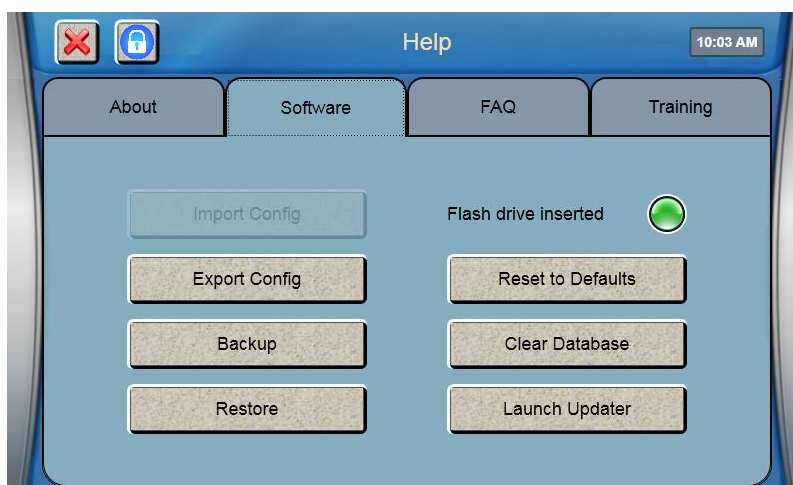 Help
10:03 AM
About
Software
FAQ
Training
Import Config
Flash drive inserted
Export Config
Reset to Defaults
Backup
Clear Database
Restore
Launch Updater